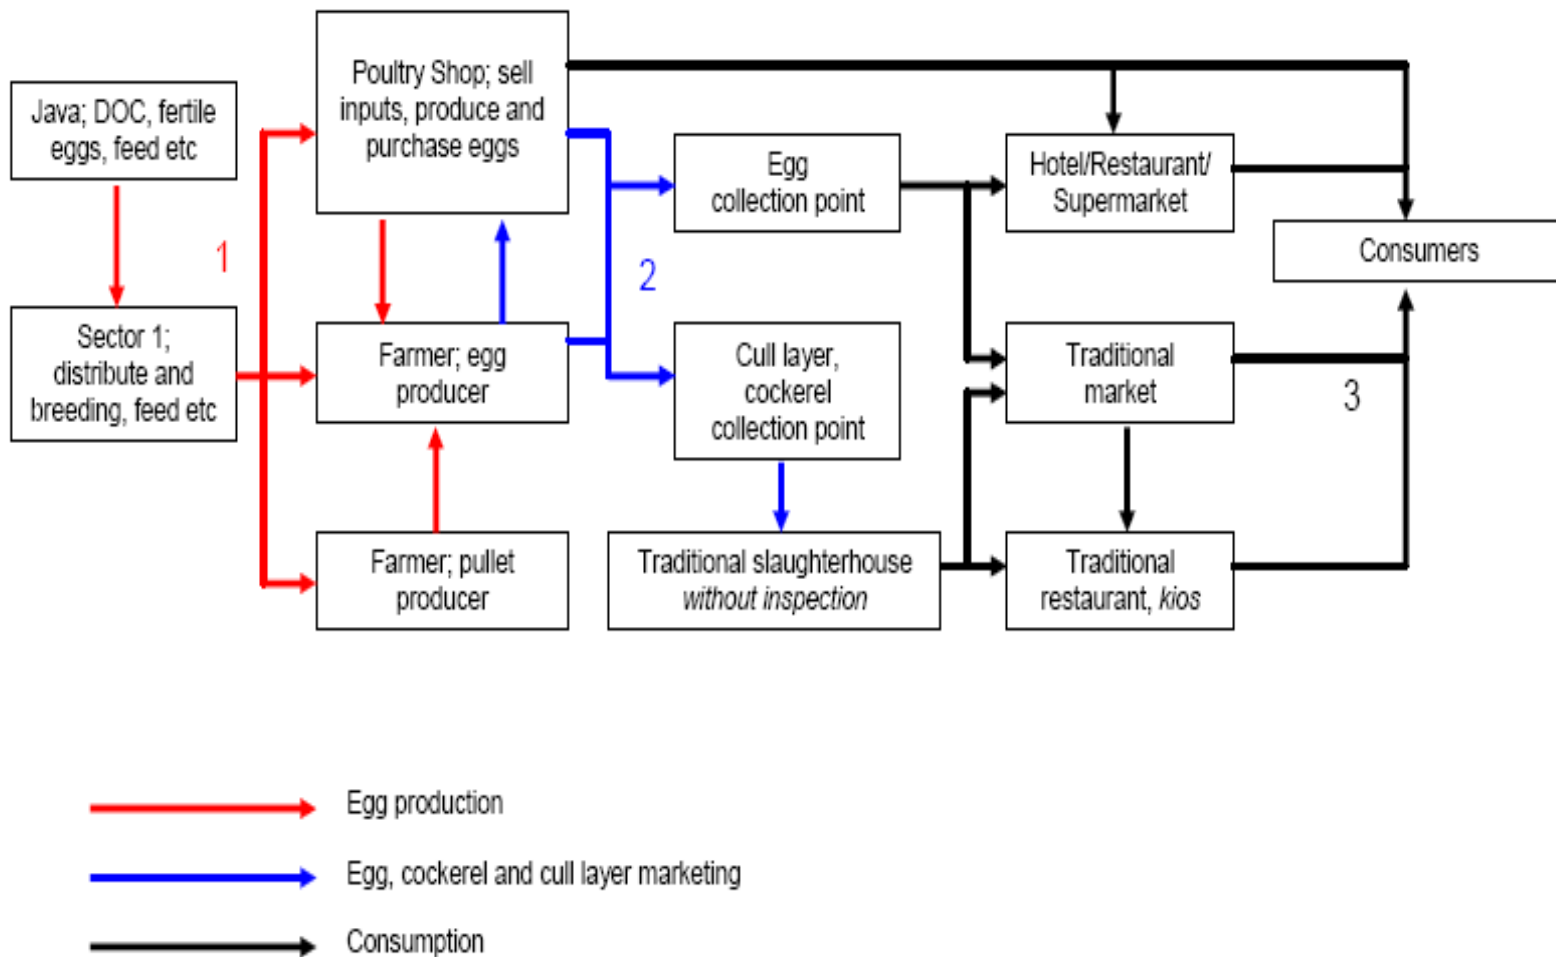 Java; DOC, fertile
eggs, feed etc
Sector 1;
distribute and
breeding, feed etc
1
Poultry Shop; sell
inputs, produce and
purchase eggs
Farmer; egg
producer
Farmer; pullet
producer
2
Egg
collection point
Cull layer,
cockerel
collection point
Traditional slaughterhouse
without inspection
Hotel/Restaurant/
Supermarket
Traditional
market
Traditional
restaurant, kios
Consumers
3
Egg production
Egg, cockerel and cull layer marketing
Consumption